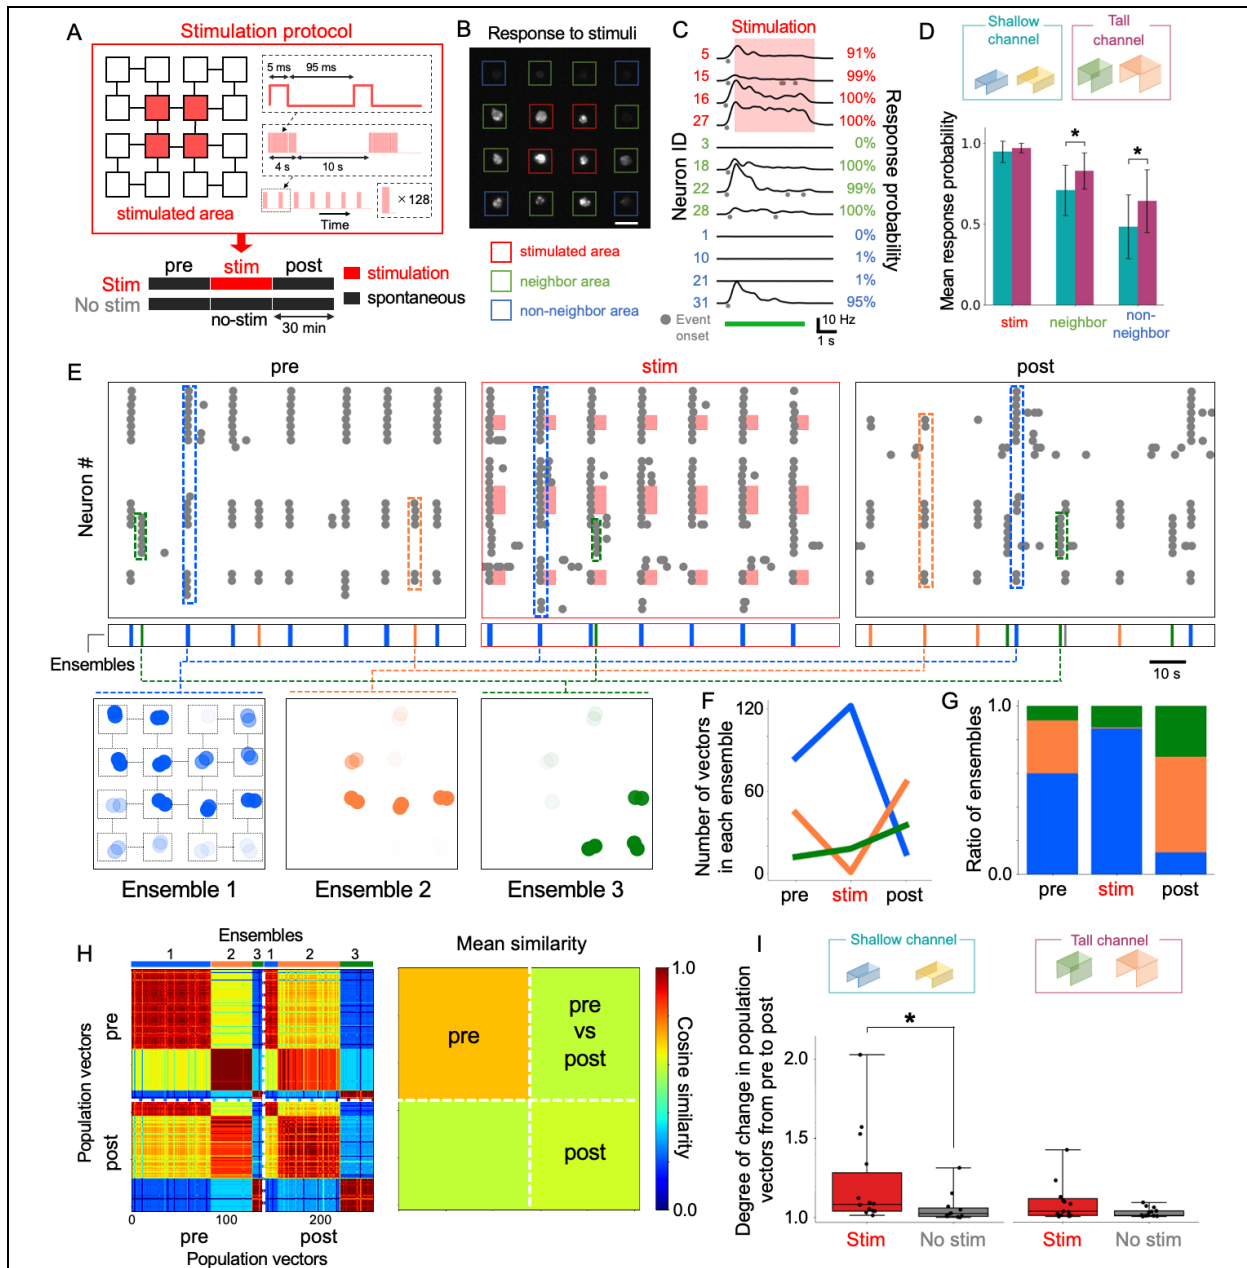 A
Stimulation protocol
5 ms
95 ms
4 s
10 s
×128
Time
stimulated area
pre
stim
post
Stim
No stim
no-stim
30 min
stimulation
spontaneous
B
Response to stimuli
stimulated area
neighbor area
non-neighbor area
C
Stimulation
Neuron ID
Response probability
5
91%
15
99%
16
100%
27
100%
3
0%
18
100%
22
99%
28
100%
1
0%
10
1%
21
1%
31
95%
Event
onset
10 Hz
1 s
D
Shallow
channel
Tall
channel
Mean response probability
1.0
0.5
0.0
*
*
stim
neighbor
non-
neighbor
E
pre
stim
post
Neuron #
Ensembles
10 s
Ensemble 1
Ensemble 2
Ensemble 3
F
Number of vectors
in each ensemble
120
60
0
pre
stim
post
G
Ratio of ensembles
1.0
0.0
pre
stim
post
H
Ensembles
1
2
3
1
2
3
Population vectors
pre
post
0
100
200
pre
post
Population vectors
Mean similarity
pre
pre
vs
post
post
1.0
0.0
Cosine similarity
I
Shallow channel
Tall channel
Degree of change in population
vectors from pre to post
2.0
1.5
1.0
*
Stim
No stim
Stim
No stim